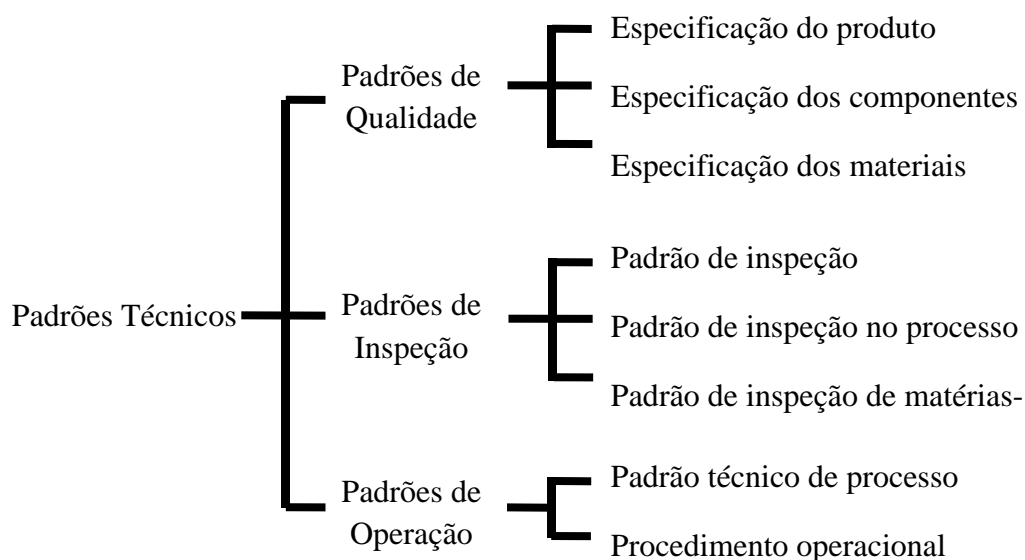 Padrões Técnicos
Padrões de
Qualidade
Especificação do produto
Especificação dos componentes
Especificação dos materiais
Padrões de
Inspeção
Padrão de inspeção
Padrão de inspeção no processo
Padrão de inspeção de matérias-
Padrões de
Operação
Padrão técnico de processo
Procedimento operacional